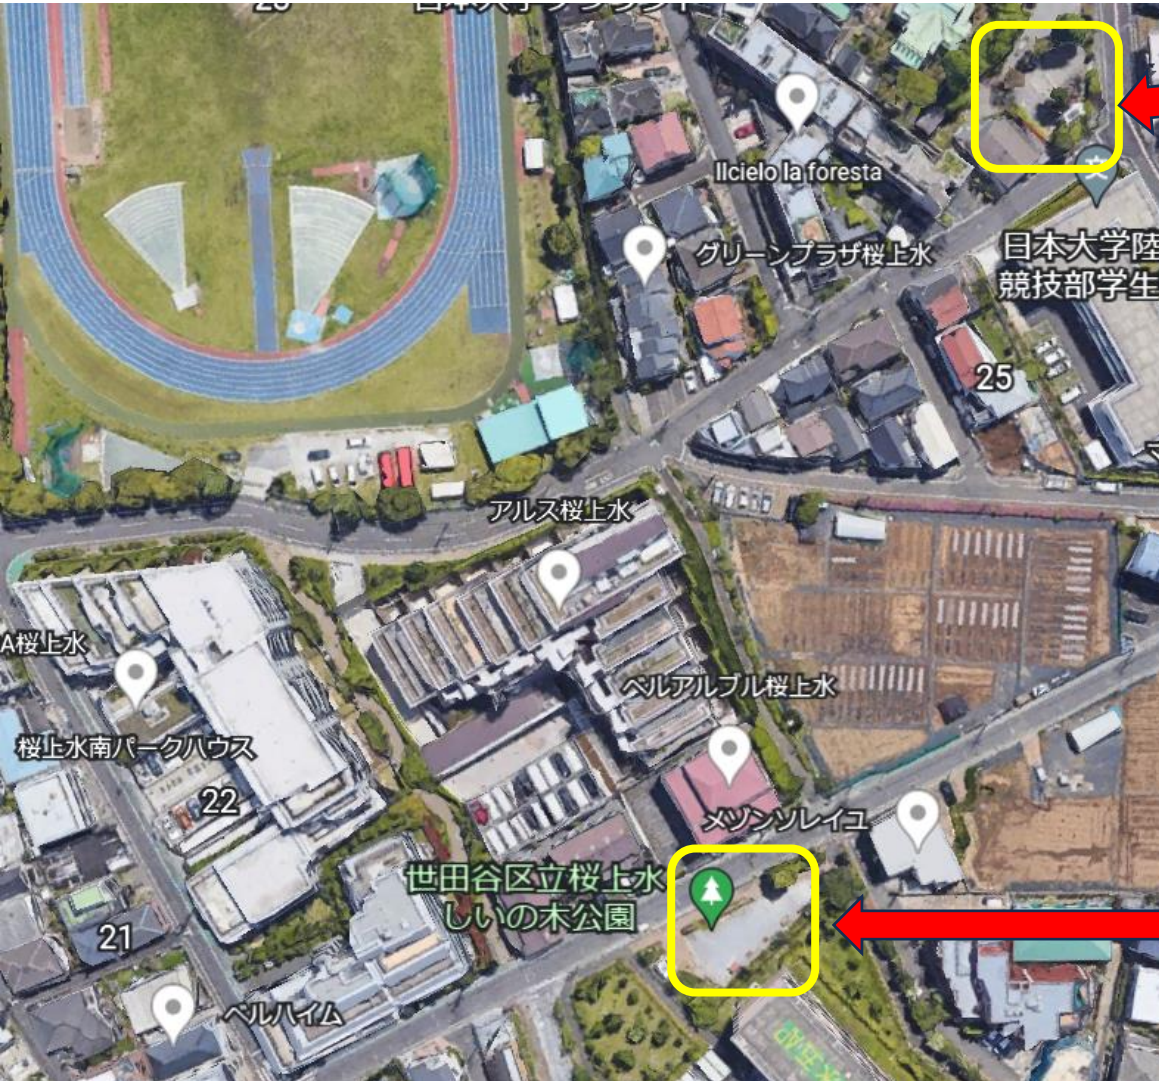 Ilcielo la foresta
グリーンプラザ桜上水
日本大学陸
競技部学生
25
アルス桜上水
A桜上水
ベルアルブル桜上水
桜上水南パークハウス
22
メゾンソレイユ
世田谷区立桜上水
しいの木公園
21
ベルハイム